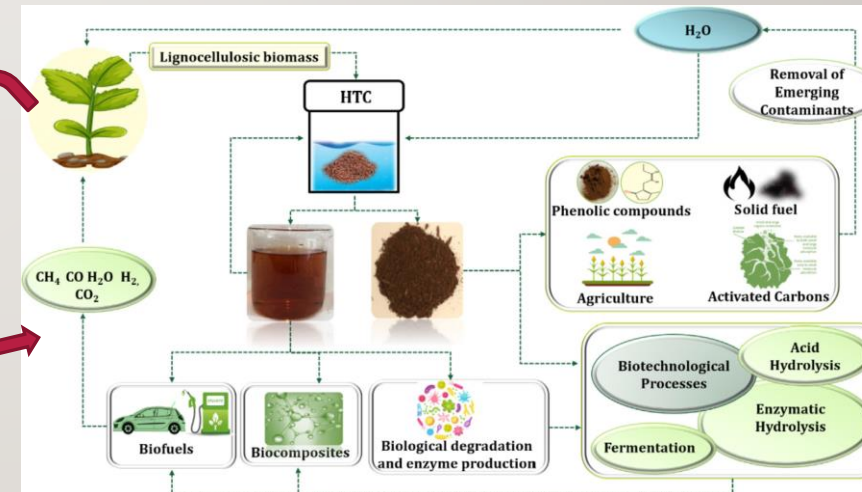 H₂O
Lignocellulosic biomass
HTC
Removal of
Emerging
Contaminants
Phenolic compounds
Solid fuel
Agriculture
Activated Carbons
CH₄ CO H₂O H₂,
CO₂
Biotechnological
Processes
Acid
Hydrolysis
Enzymatic
Hydrolysis
Fermentation
Biofuels
Biocomposites
Biological degradation
and enzyme production